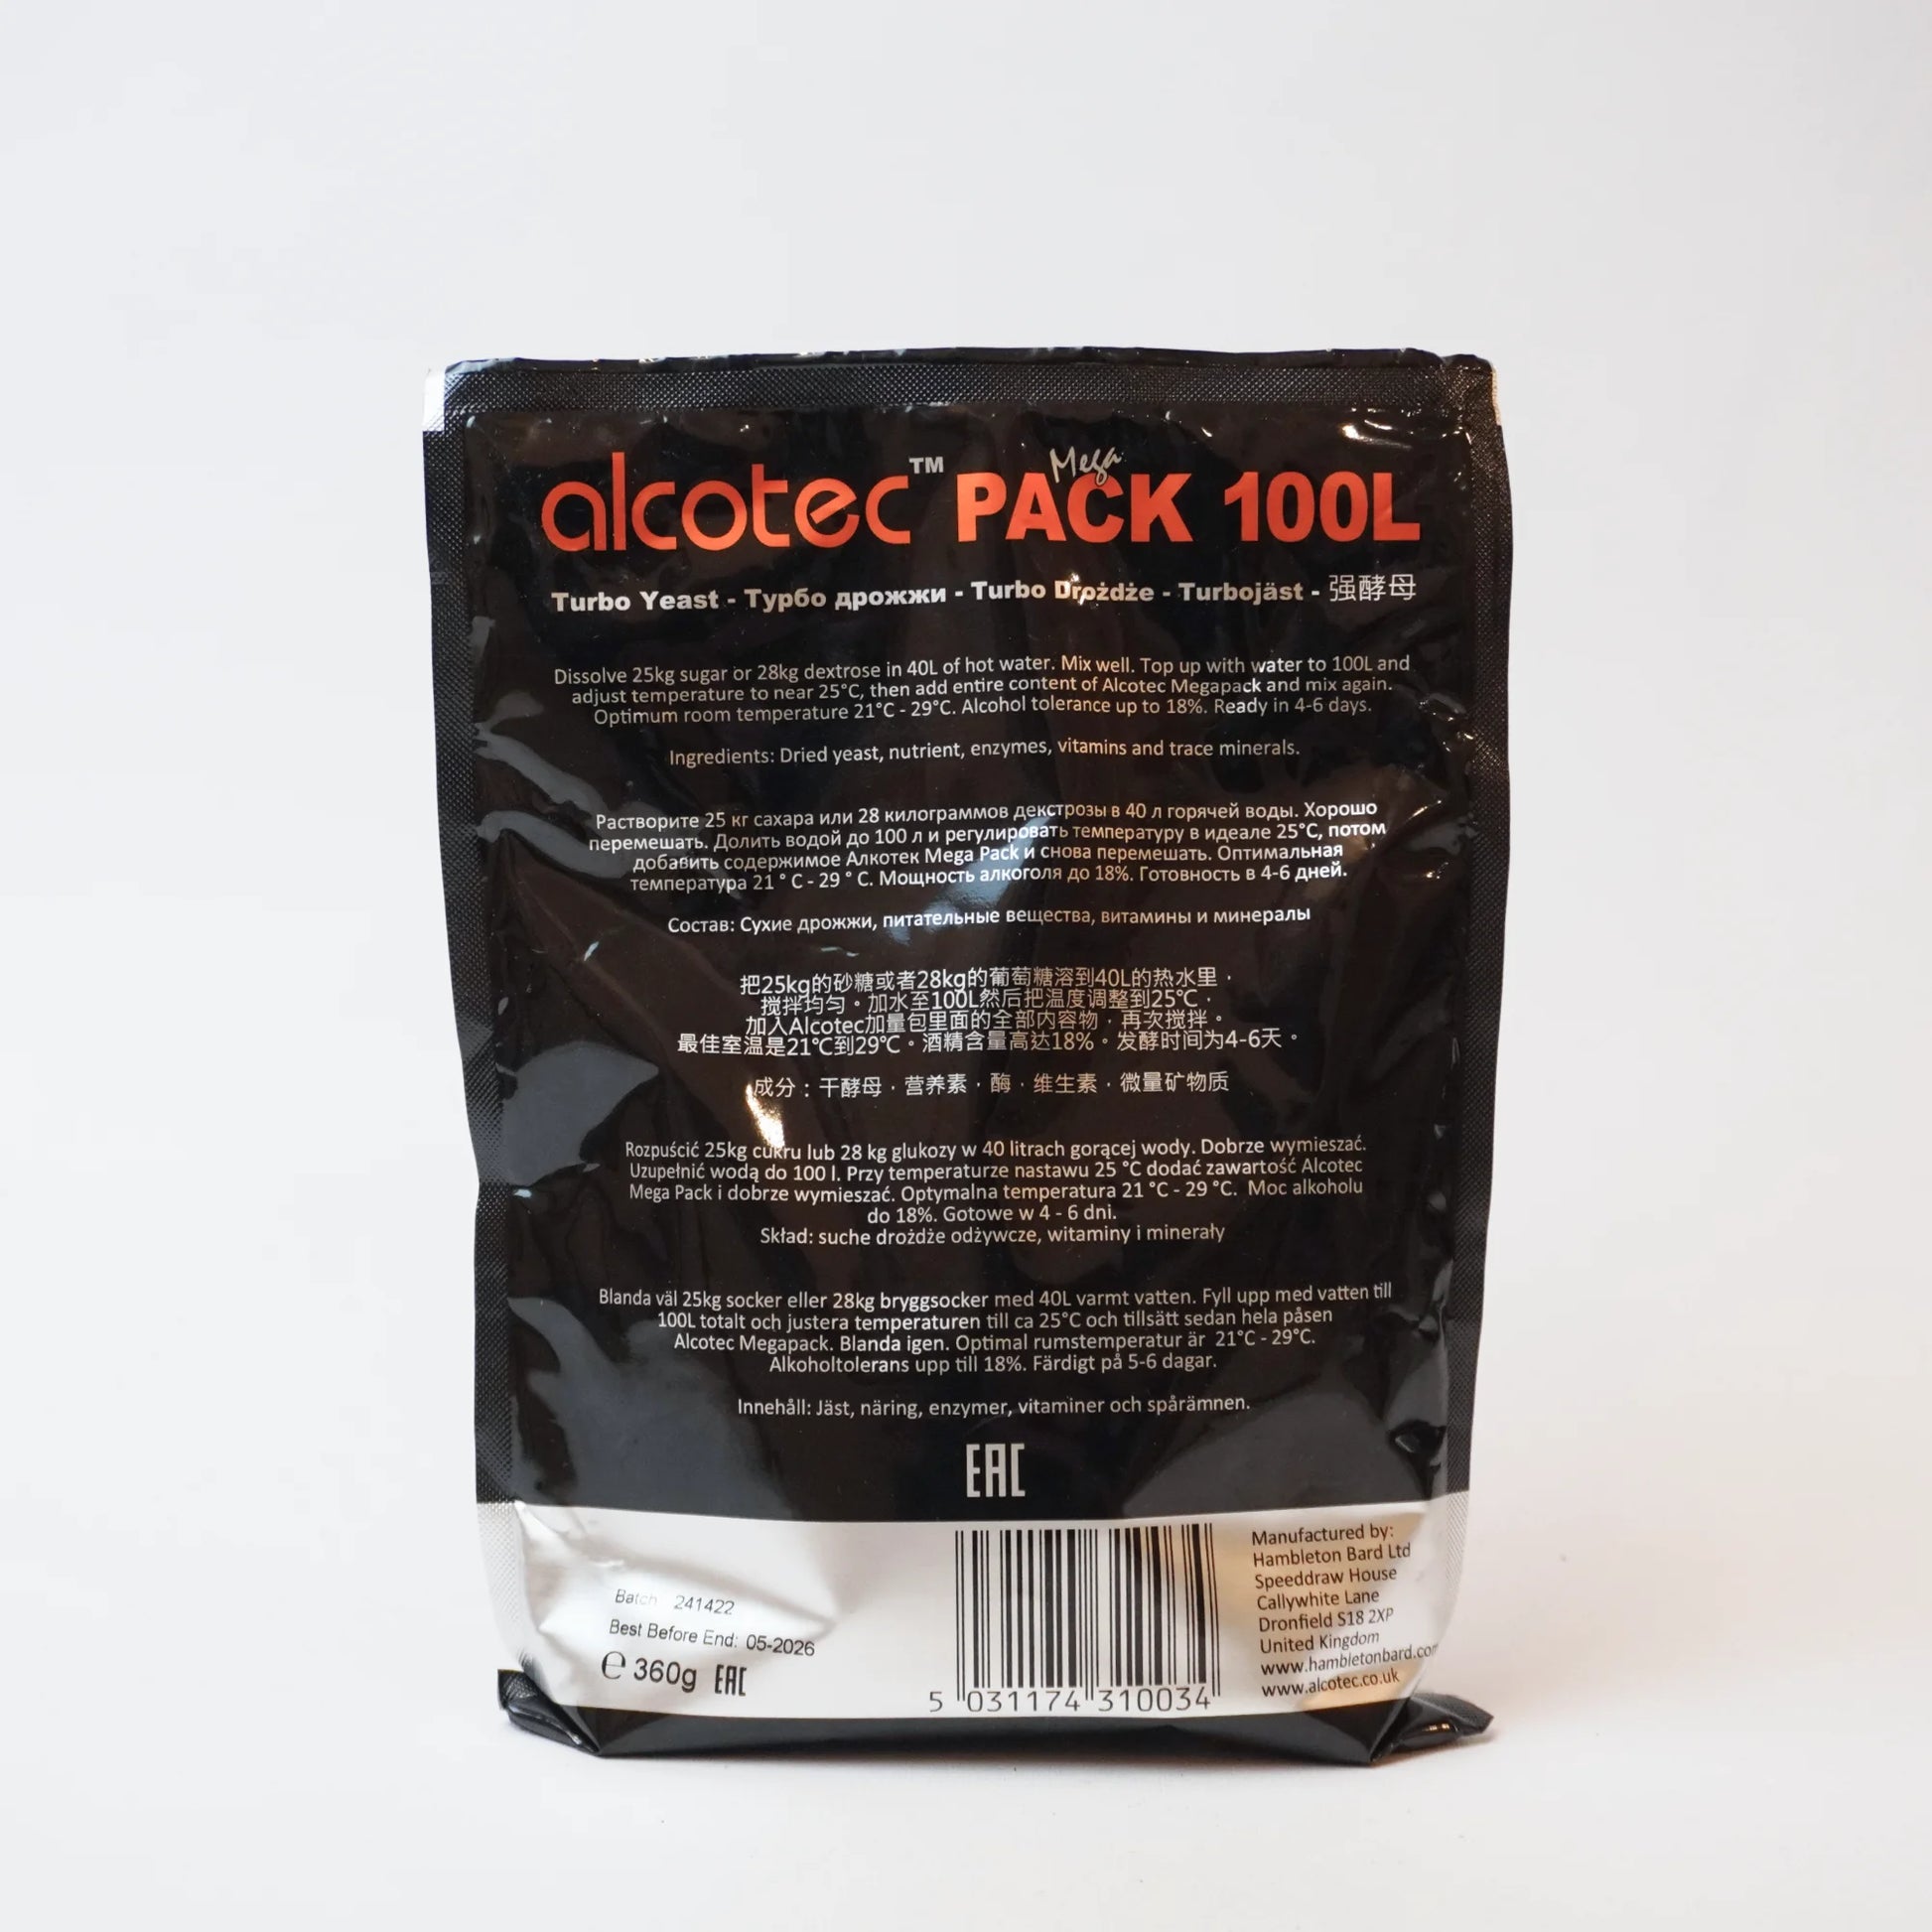 alcotec™ Mega PACK 100L
Turbo Yeast - Турбо дрожжи - Turbo Drożdże - Turbojäst - 强酵母
Dissolve 25kg sugar or 28kg dextrose in 40L of hot water. Mix well. Top up with water to 100L and
adjust temperature to near 25°C, then add entire content of Alcotec Megapack and mix again.
Optimum room temperature 21°C - 29°C. Alcohol tolerance up to 18%. Ready in 4-6 days.
Ingredients: Dried yeast, nutrient, enzymes, vitamins and trace minerals.
Растворите 25 кг сахара или 28 килограммов декстрозы в 40 л горячей воды. Хорошо
перемешать. Долить водой до 100 л и регулировать температуру в идеале 25°C, потом
добавить содержимое Алкотек Mega Pack и снова перемешать. Оптимальная
температура 21 ° C - 29 ° C. Мощность алкоголя до 18%. Готовность в 4-6 дней.
Состав: Сухие дрожжи, питательные вещества, витамины и минералы
把25kg的砂糖或者28kg的葡萄糖溶到40L的热水里，
搅拌均匀。加水至100L然后把温度调整到25℃，
加入Alcotec加量包里面的全部内容物，再次搅拌。
最佳室温是21℃到29℃。酒精含量高达18%。发酵时间为4-6天。
成分：干酵母，营养素，酶，维生素，微量矿物质
Rozpuścić 25kg cukru lub 28 kg glukozy w 40 litrach gorącej wody. Dobrze wymieszać.
Uzupełnić wodą do 100 l. Przy temperaturze nastawu 25 °C dodać zawartość Alcotec
Mega Pack i dobrze wymieszać. Optymalna temperatura 21 °C - 29 °C. Moc alkoholu
do 18%. Gotowe w 4 - 6 dni.
Skład: suche drożdże odżywcze, witaminy i minerały
Blanda väl 25kg socker eller 28kg bryggsocker med 40L varmt vatten. Fyll upp med vatten till
100L totalt och justera temperaturen till ca 25°C och tillsätt sedan hela påsen
Alcotec Megapack. Blanda igen. Optimal rumstemperatur är 21°C - 29°C.
Alkoholtolerans upp till 18%. Färdigt på 5-6 dagar.
Innehåll: Jäst, näring, enzymer, vitaminer och spårämnen.
EAC
Batch 241422
Best Before End: 05-2026
℮ 360g EAC
5 031174 310034
Manufactured by:
Hambleton Bard Ltd
Speeddraw House
Callywhite Lane
Dronfield S18 2XP
United Kingdom
www.hambletonbard.co
www.alcotec.co.uk